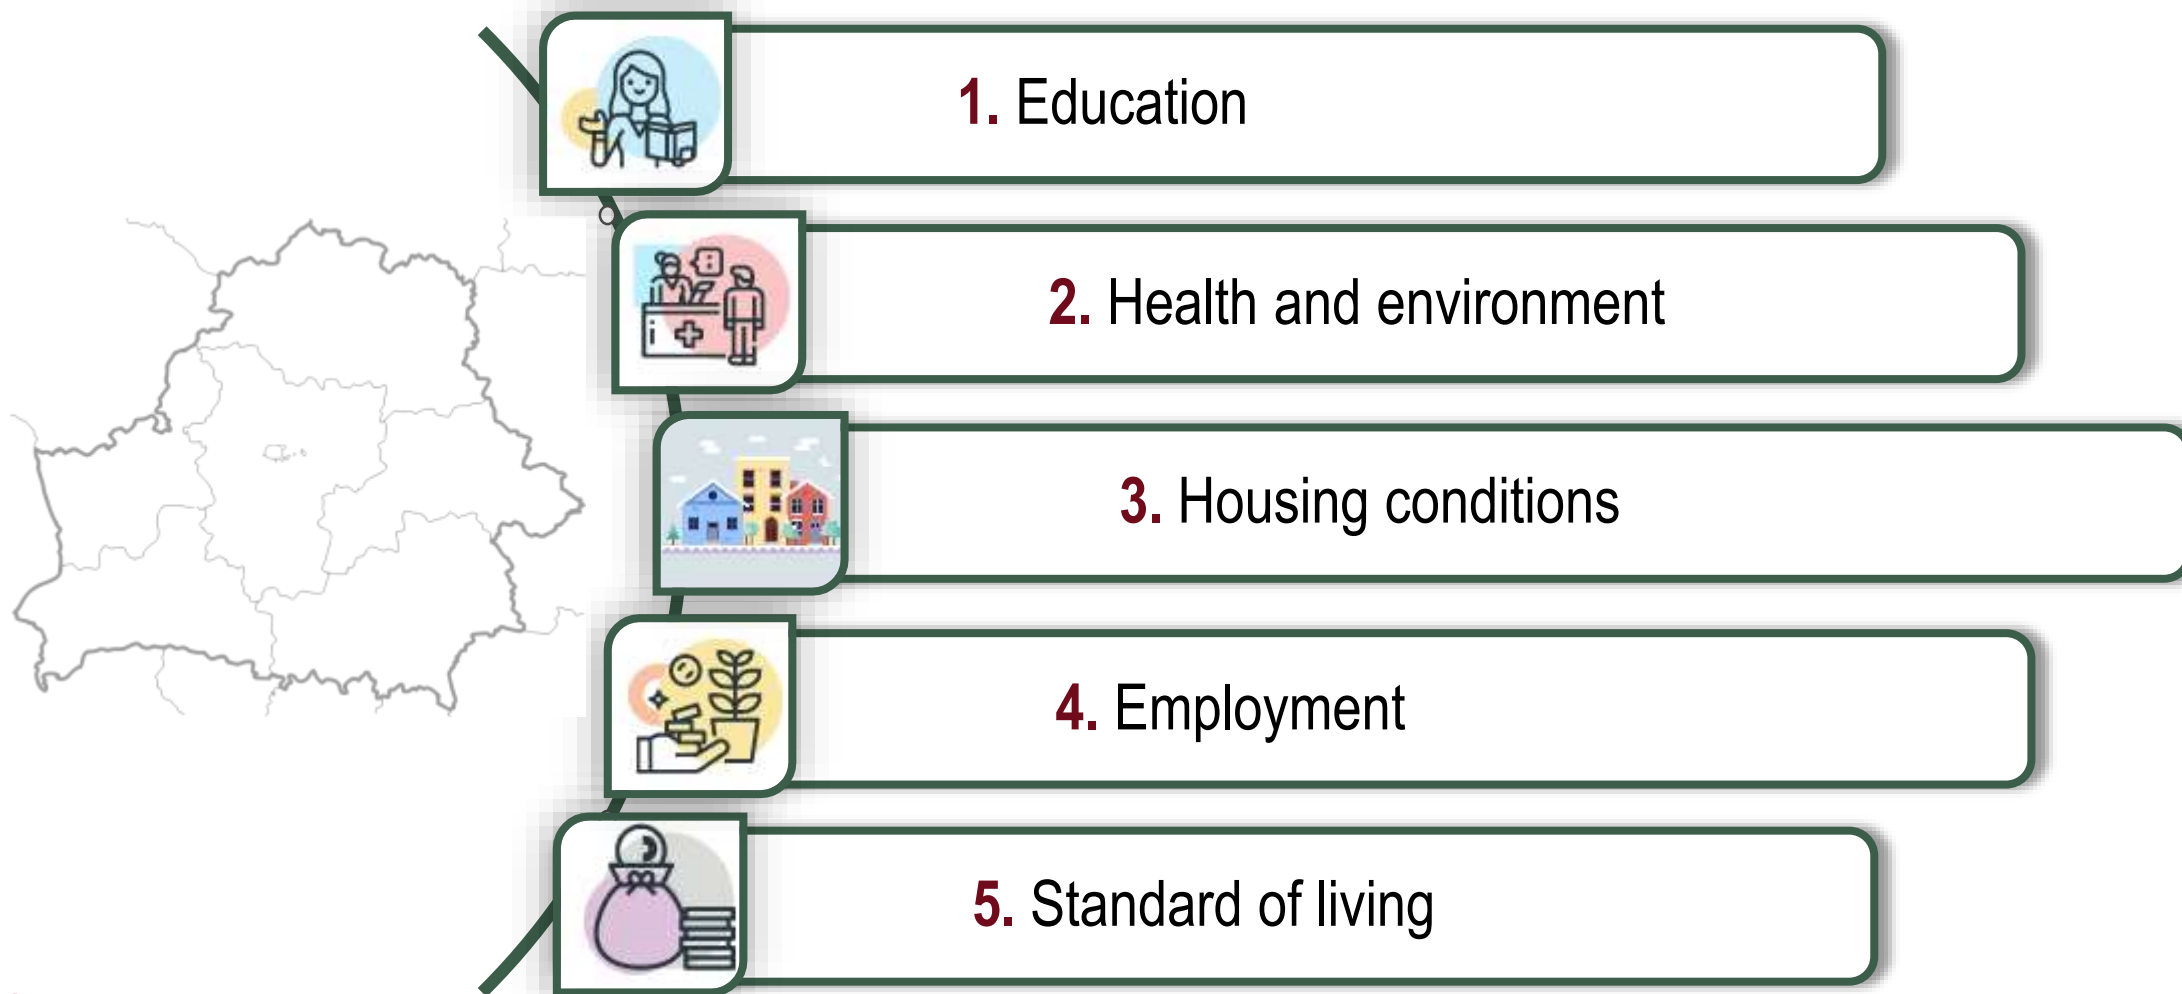 1. Education
2. Health and environment
3. Housing conditions
4. Employment
5. Standard of living